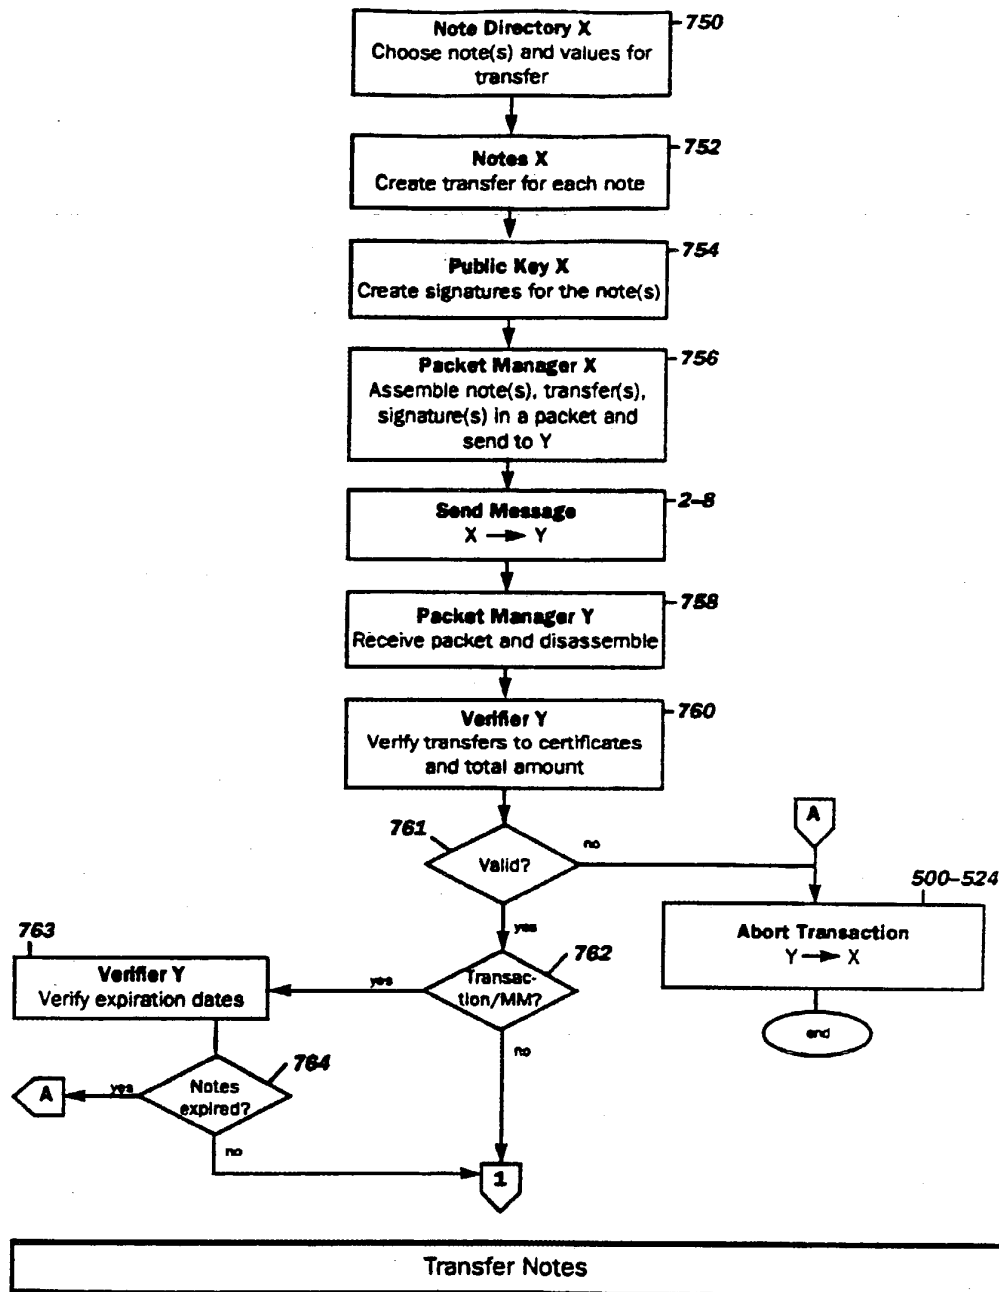 750
Note Directory X
Choose note(s) and values for
transfer
752
Notes X
Create transfer for each note
754
Public Key X
Create signatures for the note(s)
756
Packet Manager X
Assemble note(s), transfer(s),
signature(s) in a packet and
send to Y
2–8
Send Message
X → Y
758
Packet Manager Y
Receive packet and disassemble
760
Verifier Y
Verify transfers to certificates
and total amount
A
761
Valid?
no
yes
500–524
Abort Transaction
Y → X
end
762
Transac-
tion/MM?
yes
no
763
Verifier Y
Verify expiration dates
764
Notes
expired?
yes
A
no
1
Transfer Notes